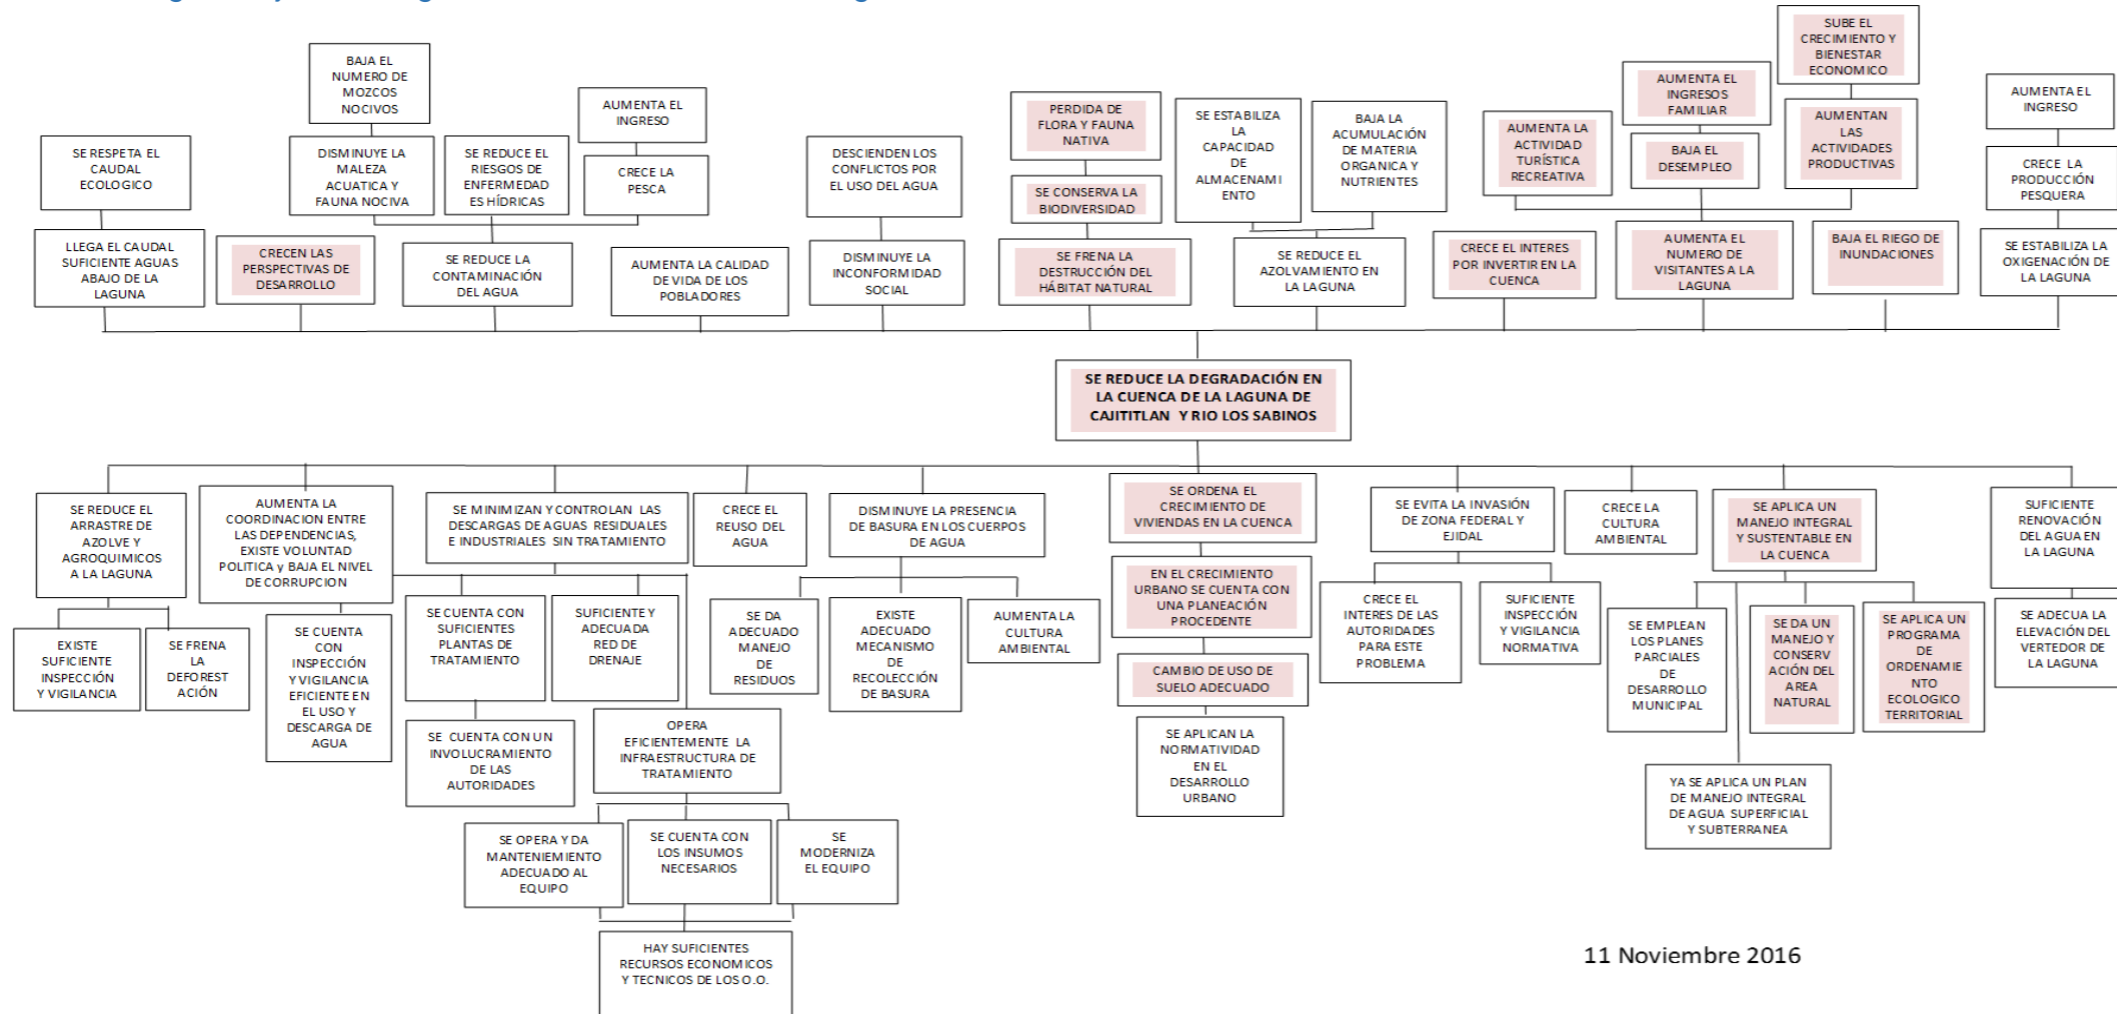 BAJA EL
NUMERO DE
MOZCOS
NOCIVOS
AUMENTA EL
INGRESO
SE RESPETA EL
CAUDAL
ECOLOGICO
DISMINUYE LA
MALEZA
ACUATICA Y
FAUNA NOCIVA
SE REDUCE EL
RIESGOS DE
ENFERMEDAD
ES HÍDRICAS
CRECE LA
PESCA
DESCIENDEN LOS
CONFLICTOS POR
EL USO DEL AGUA
PERDIDA DE
FLORA Y FAUNA
NATIVA
SE CONSERVA LA
BIODIVERSIDAD
SE ESTABILIZA
LA
CAPACIDAD
DE
ALMACENAMI
ENTO
BAJA LA
ACUMULACIÓN
DE MATERIA
ORGANICA Y
NUTRIENTES
AUMENTA LA
ACTIVIDAD
TURÍSTICA
RECREATIVA
AUMENTA EL
INGRESOS
FAMILIAR
BAJA EL
DESEMPLEO
SUBE EL
CRECIMIENTO Y
BIENESTAR
ECONOMICO
AUMENTAN
LAS
ACTIVIDADES
PRODUCTIVAS
AUMENTA EL
INGRESO
CRECE LA
PRODUCCIÓN
PESQUERA
LLEGA EL CAUDAL
SUFICIENTE AGUAS
ABAJO DE LA
LAGUNA
CRECEN LAS
PERSPECTIVAS DE
DESARROLLO
SE REDUCE LA
CONTAMINACIÓN
DEL AGUA
AUMENTA LA CALIDAD
DE VIDA DE LOS
POBLADORES
DISMINUYE LA
INCONFORMIDAD
SOCIAL
SE FRENA LA
DESTRUCCIÓN DEL
HÁBITAT NATURAL
SE REDUCE EL
AZOLVAMIENTO EN
LA LAGUNA
CRECE EL INTERES
POR INVERTIR EN LA
CUENCA
AUMENTA EL
NUMERO DE
VISITANTES A LA
LAGUNA
BAJA EL RIEGO DE
INUNDACIONES
SE ESTABILIZA LA
OXIGENACIÓN DE
LA LAGUNA
SE REDUCE LA DEGRADACIÓN EN
LA CUENCA DE LA LAGUNA DE
CAJITITLAN Y RIO LOS SABINOS
SE REDUCE EL
ARRASTRE DE
AZOLVE Y
AGROQUIMICOS
A LA LAGUNA
AUMENTA LA
COORDINACION ENTRE
LAS DEPENDENCIAS,
EXISTE VOLUNTAD
POLITICA y BAJA EL NIVEL
DE CORRUPCION
SE MINIMIZAN Y CONTROLAN LAS
DESCARGAS DE AGUAS RESIDUALES
E INDUSTRIALES SIN TRATAMIENTO
CRECE EL
REUSO DEL
AGUA
DISMINUYE LA PRESENCIA
DE BASURA EN LOS CUERPOS
DE AGUA
SE ORDENA EL
CRECIMIENTO DE
VIVIENDAS EN LA CUENCA
SE EVITA LA INVASIÓN
DE ZONA FEDERAL Y
EJIDAL
CRECE LA
CULTURA
AMBIENTAL
SE APLICA UN
MANEJO INTEGRAL
Y SUSTENTABLE EN
LA CUENCA
SUFICIENTE
RENOVACIÓN
DEL AGUA EN
LA LAGUNA
EXISTE
SUFICIENTE
INSPECCIÓN
Y VIGILANCIA
SE FRENA
LA
DEFOREST
ACIÓN
SE CUENTA
CON
INSPECCIÓN
Y VIGILANCIA
EFICIENTE EN
EL USO Y
DESCARGA DE
AGUA
SE CUENTA CON
SUFICIENTES
PLANTAS DE
TRATAMIENTO
SUFICIENTE Y
ADECUADA
RED DE
DRENAJE
SE DA
ADECUADO
MANEJO
DE
RESIDUOS
EXISTE
ADECUADO
MECANISMO
DE
RECOLECCIÓN
DE BASURA
AUMENTA LA
CULTURA
AMBIENTAL
EN EL CRECIMIENTO
URBANO SE CUENTA CON
UNA PLANEACIÓN
PROCEDENTE
CAMBIO DE USO DE
SUELO ADECUADO
SE APLICAN LA
NORMATIVIDAD
EN EL
DESARROLLO
URBANO
CRECE EL
INTERES DE LAS
AUTORIDADES
PARA ESTE
PROBLEMA
SUFICIENTE
INSPECCIÓN
Y VIGILANCIA
NORMATIVA
SE EMPLEAN
LOS PLANES
PARCIALES
DE
DESARROLLO
MUNICIPAL
SE DA UN
MANEJO Y
CONSERV
ACIÓN DEL
AREA
NATURAL
SE APLICA UN
PROGRAMA
DE
ORDENAMIE
NTO
ECOLOGICO
TERRITORIAL
SE ADECUA LA
ELEVACIÓN DEL
VERTEDOR DE
LA LAGUNA
SE CUENTA CON UN
INVOLUCRAMIENTO
DE LAS
AUTORIDADES
OPERA
EFICIENTEMENTE LA
INFRAESTRUCTURA DE
TRATAMIENTO
YA SE APLICA UN PLAN
DE MANEJO INTEGRAL
DE AGUA SUPERFICIAL
Y SUBTERRANEA
SE OPERA Y DA
MANTENIEMIENTO
ADECUADO AL
EQUIPO
SE CUENTA CON
LOS INSUMOS
NECESARIOS
SE
MODERNIZA
EL EQUIPO
HAY SUFICIENTES
RECURSOS ECONOMICOS
Y TECNICOS DE LOS O.O.
11 Noviembre 2016